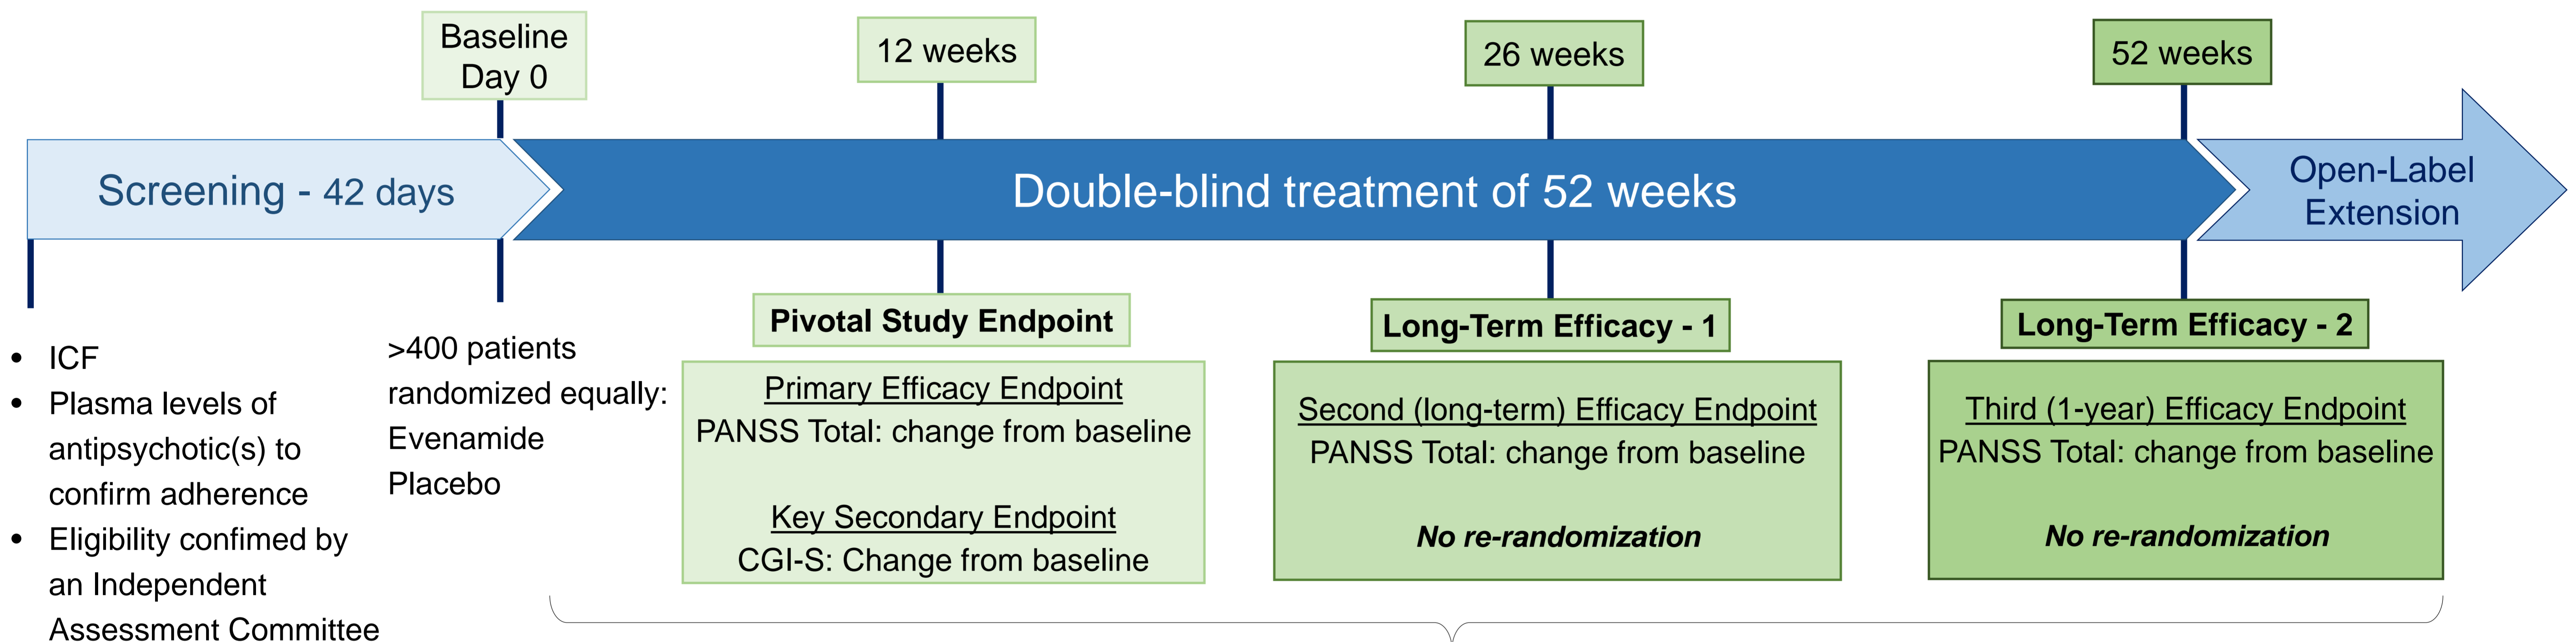 Baseline
Day 0
12 weeks
26 weeks
52 weeks
Screening - 42 days
Double-blind treatment of 52 weeks
Open-Label
Extension
• ICF
• Plasma levels of
antipsychotic(s) to
confirm adherence
• Eligibility confimed by
an Independent
Assessment Committee
>400 patients
randomized equally:
Evenamide
Placebo
Pivotal Study Endpoint
Primary Efficacy Endpoint
PANSS Total: change from baseline
Key Secondary Endpoint
CGI-S: Change from baseline
Long-Term Efficacy - 1
Second (long-term) Efficacy Endpoint
PANSS Total: change from baseline
No re-randomization
Long-Term Efficacy - 2
Third (1-year) Efficacy Endpoint
PANSS Total: change from baseline
No re-randomization